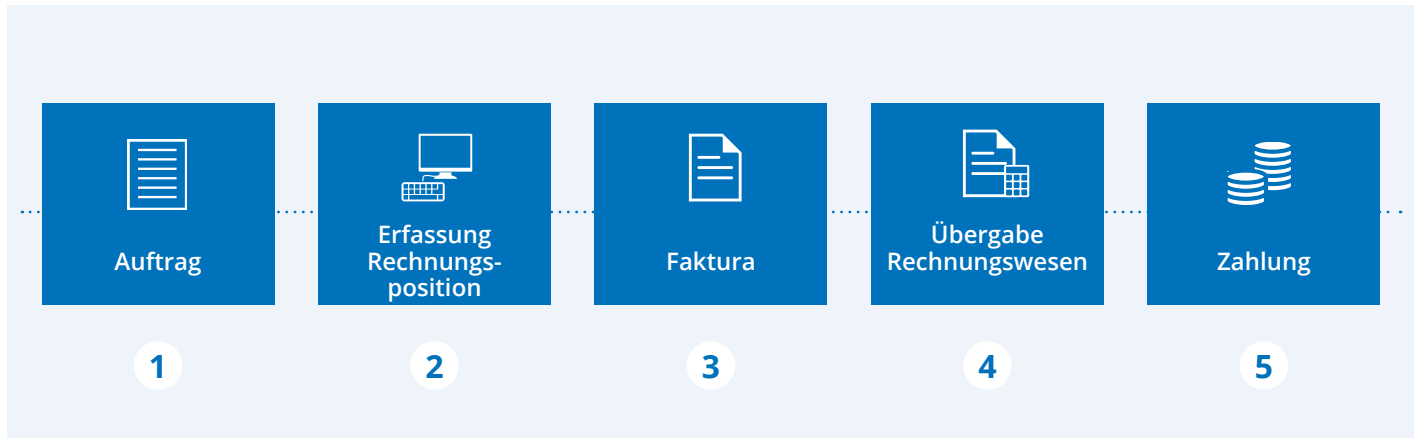 Auftrag
Erfassung
Rechnungs-
position
Faktura
Übergabe
Rechnungswesen
Zahlung
1
2
3
4
5